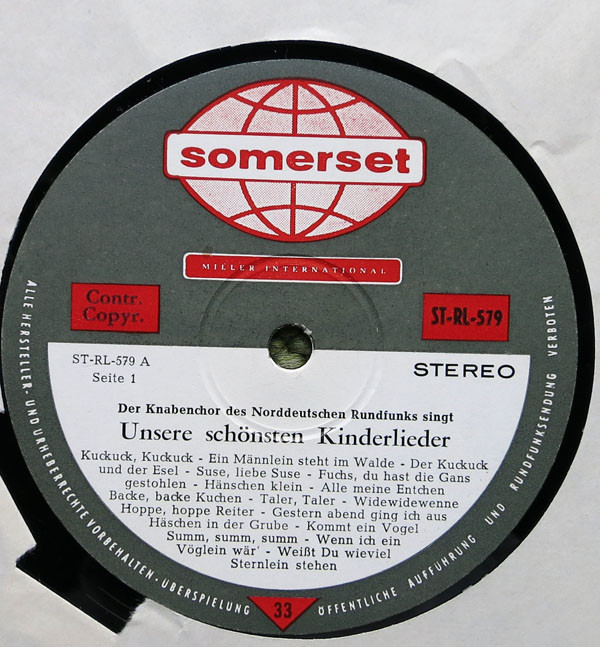 somerset
MILLER INTERNATIONAL
Contr.
Copyr.
ST-RL-579
ST-RL-579 A
Seite 1
STEREO
Der Knabenchor des Norddeutschen Rundfunks singt
Unsere schönsten Kinderlieder
Kuckuck, Kuckuck - Ein Männlein steht im Walde - Der Kuckuck
und der Esel - Suse, liebe Suse - Fuchs, du hast die Gans
gestohlen - Hänschen klein - Alle meine Entchen
Backe, backe Kuchen - Taler, Taler - Widewidewenne
Hoppe, hoppe Reiter - Gestern abend ging ich aus
Häschen in der Grube - Kommt ein Vogel
Summ, summ, summ - Wenn ich ein
Vöglein wär' - Weißt Du wieviel
Sternlein stehen
ALLE HERSTELLER- UND URHEBERRECHTE VORBEHALTEN · ÜBERSPIELUNG
33
ÖFFENTLICHE AUFFÜHRUNG UND RUNDFUNKSENDUNG VERBOTEN